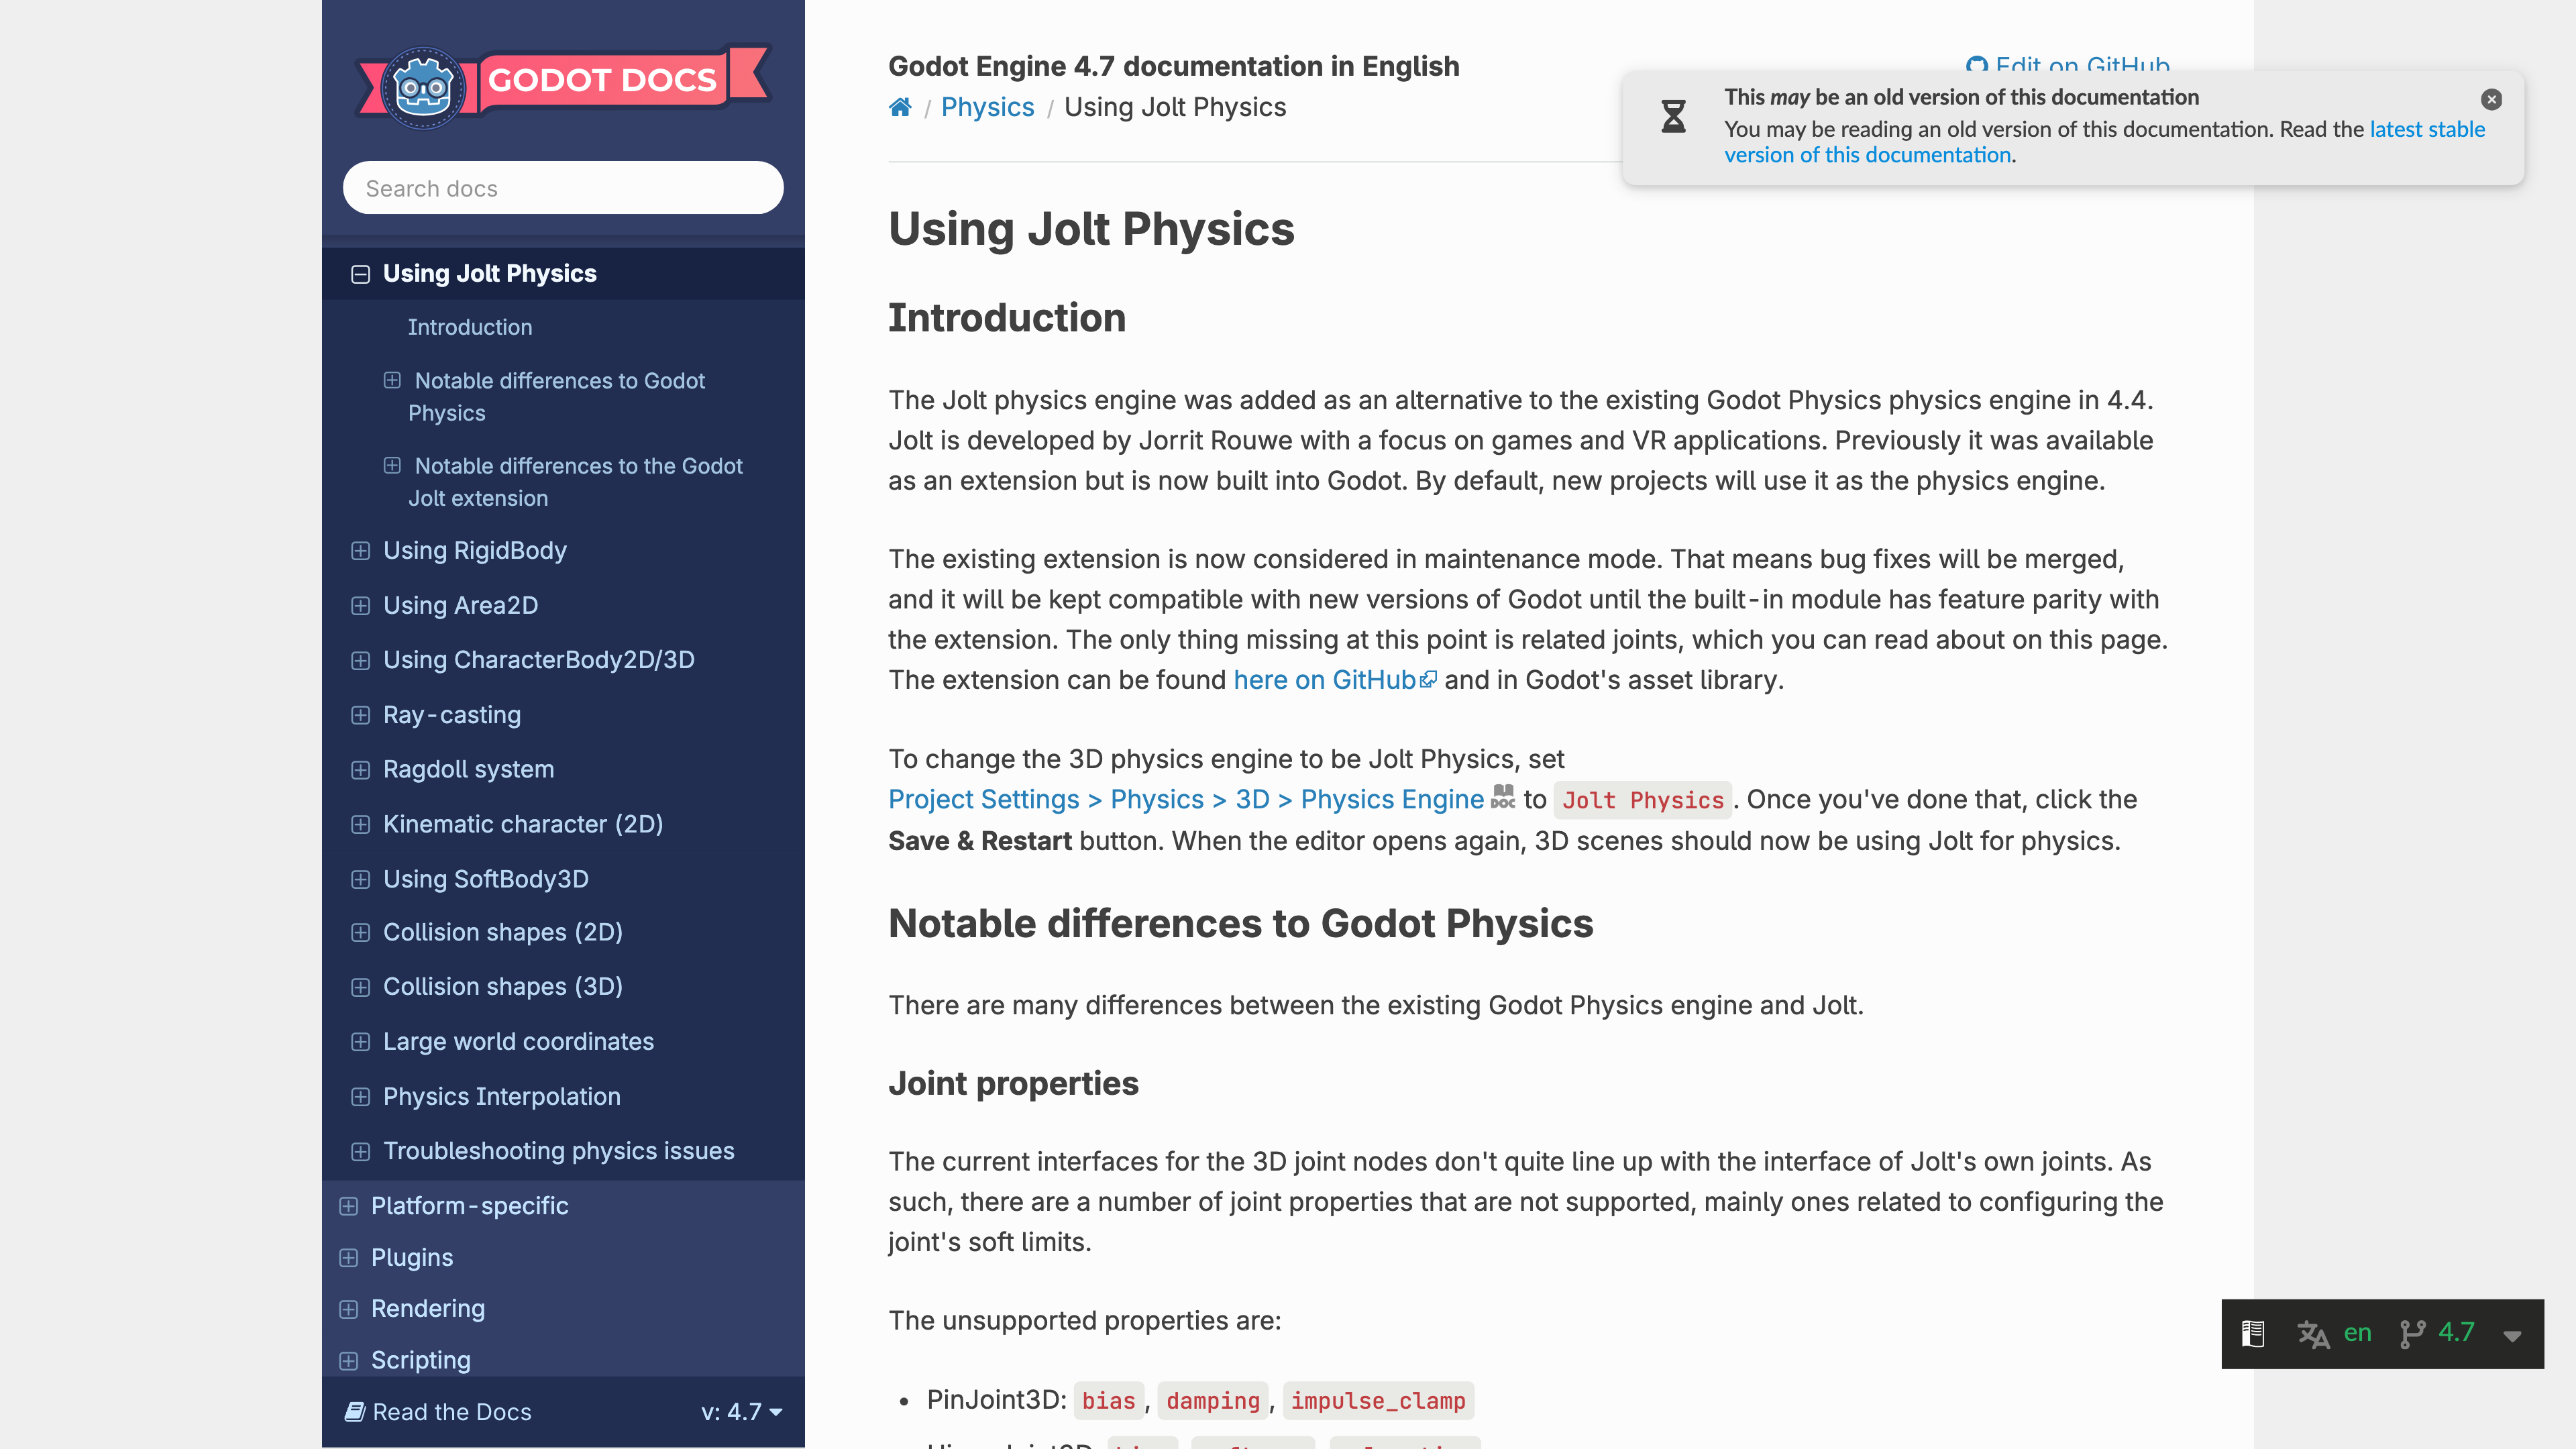 GODOT DOCS
Search docs
Using Jolt Physics
Introduction
Notable differences to Godot
Physics
Notable differences to the Godot
Jolt extension
Using RigidBody
Using Area2D
Using CharacterBody2D/3D
Ray-casting
Ragdoll system
Kinematic character (2D)
Using SoftBody3D
Collision shapes (2D)
Collision shapes (3D)
Large world coordinates
Physics Interpolation
Troubleshooting physics issues
Platform-specific
Plugins
Rendering
Scripting
Read the Docs
v: 4.7
Godot Engine 4.7 documentation in English
Edit on GitHub
/ Physics / Using Jolt Physics
This may be an old version of this documentation
You may be reading an old version of this documentation. Read the latest stable
version of this documentation.
Using Jolt Physics
Introduction
The Jolt physics engine was added as an alternative to the existing Godot Physics physics engine in 4.4.
Jolt is developed by Jorrit Rouwe with a focus on games and VR applications. Previously it was available
as an extension but is now built into Godot. By default, new projects will use it as the physics engine.
The existing extension is now considered in maintenance mode. That means bug fixes will be merged,
and it will be kept compatible with new versions of Godot until the built-in module has feature parity with
the extension. The only thing missing at this point is related joints, which you can read about on this page.
The extension can be found here on GitHub and in Godot's asset library.
To change the 3D physics engine to be Jolt Physics, set
Project Settings > Physics > 3D > Physics Engine DOC to Jolt Physics. Once you've done that, click the
Save & Restart button. When the editor opens again, 3D scenes should now be using Jolt for physics.
Notable differences to Godot Physics
There are many differences between the existing Godot Physics engine and Jolt.
Joint properties
The current interfaces for the 3D joint nodes don't quite line up with the interface of Jolt's own joints. As
such, there are a number of joint properties that are not supported, mainly ones related to configuring the
joint's soft limits.
The unsupported properties are:
• PinJoint3D: bias, damping, impulse_clamp
en 4.7